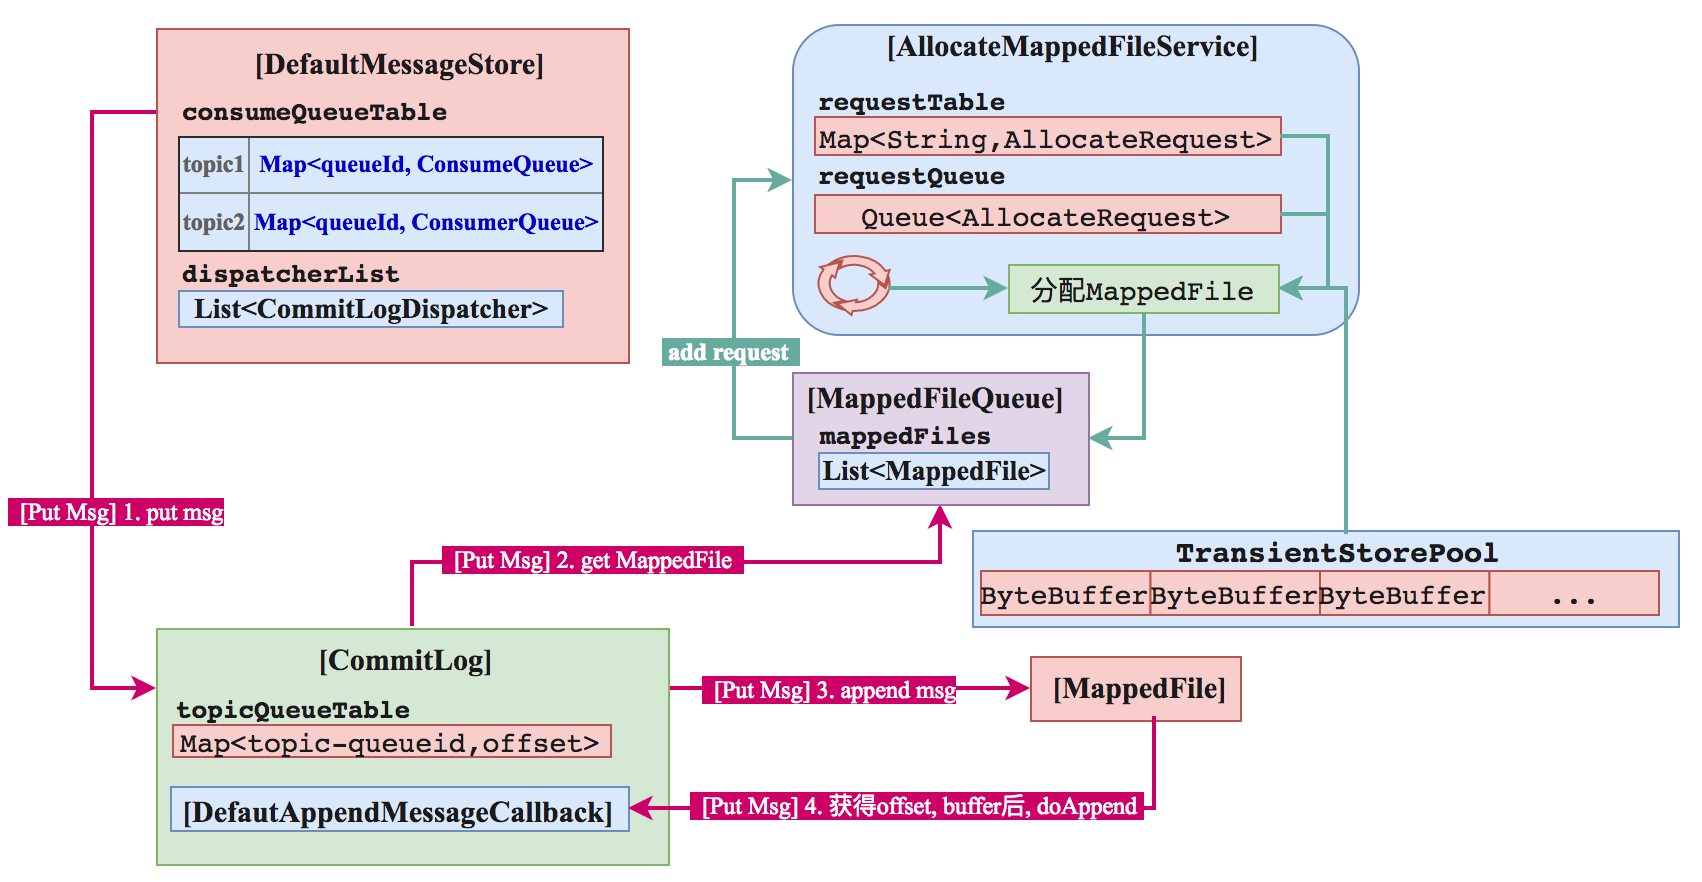 [DefaultMessageStore]
consumeQueueTable
topic1 Map<queueId, ConsumeQueue>
topic2 Map<queueId, ConsumerQueue>
dispatcherList
List<CommitLogDispatcher>
[AllocateMappedFileService]
requestTable
Map<String,AllocateRequest>
requestQueue
Queue<AllocateRequest>
分配MappedFile
add request
[MappedFileQueue]
mappedFiles
List<MappedFile>
[Put Msg] 1. put msg
[Put Msg] 2. get MappedFile
TransientStorePool
ByteBuffer ByteBuffer ByteBuffer ...
[CommitLog]
topicQueueTable
Map<topic-queueid,offset>
[DefautAppendMessageCallback]
[Put Msg] 3. append msg
[MappedFile]
[Put Msg] 4. 获得offset, buffer后, doAppend